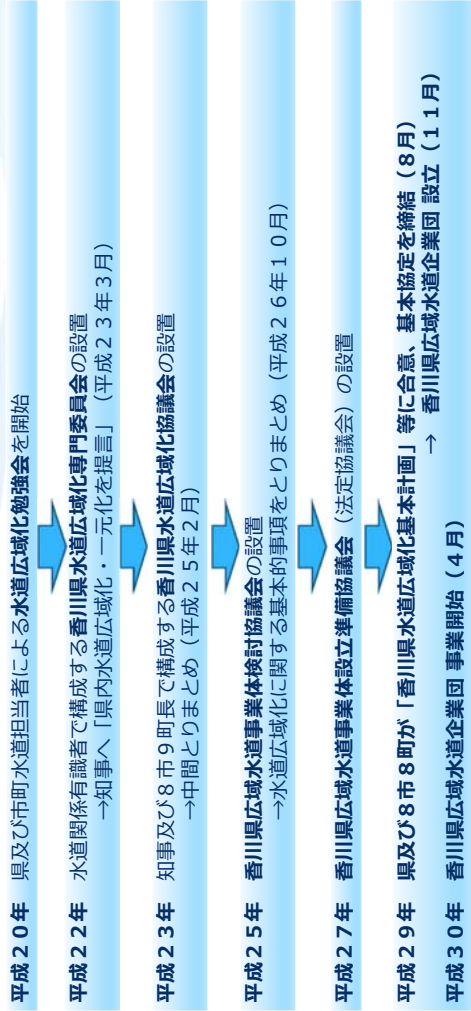 平成２０年　県及び市町水道担当者による水道広域化勉強会を開始
平成２２年　水道関係有識者で構成する香川県水道広域化専門委員会の設置
→知事へ「県内水道広域化・一元化を提言」（平成２３年３月）
平成２３年　知事及び８市９町長で構成する香川県水道広域化協議会の設置
→中間とりまとめ（平成２５年２月）
平成２５年　香川県広域水道事業体検討協議会の設置
→水道広域化に関する基本的事項をとりまとめ（平成２６年１０月）
平成２７年　香川県広域水道事業体設立準備協議会（法定協議会）の設置
平成２９年　県及び８市８町が「香川県水道広域化基本計画」等に合意、基本協定を締結（８月）
→　香川県広域水道企業団 設立（１１月）
平成３０年　香川県広域水道企業団 事業開始（４月）